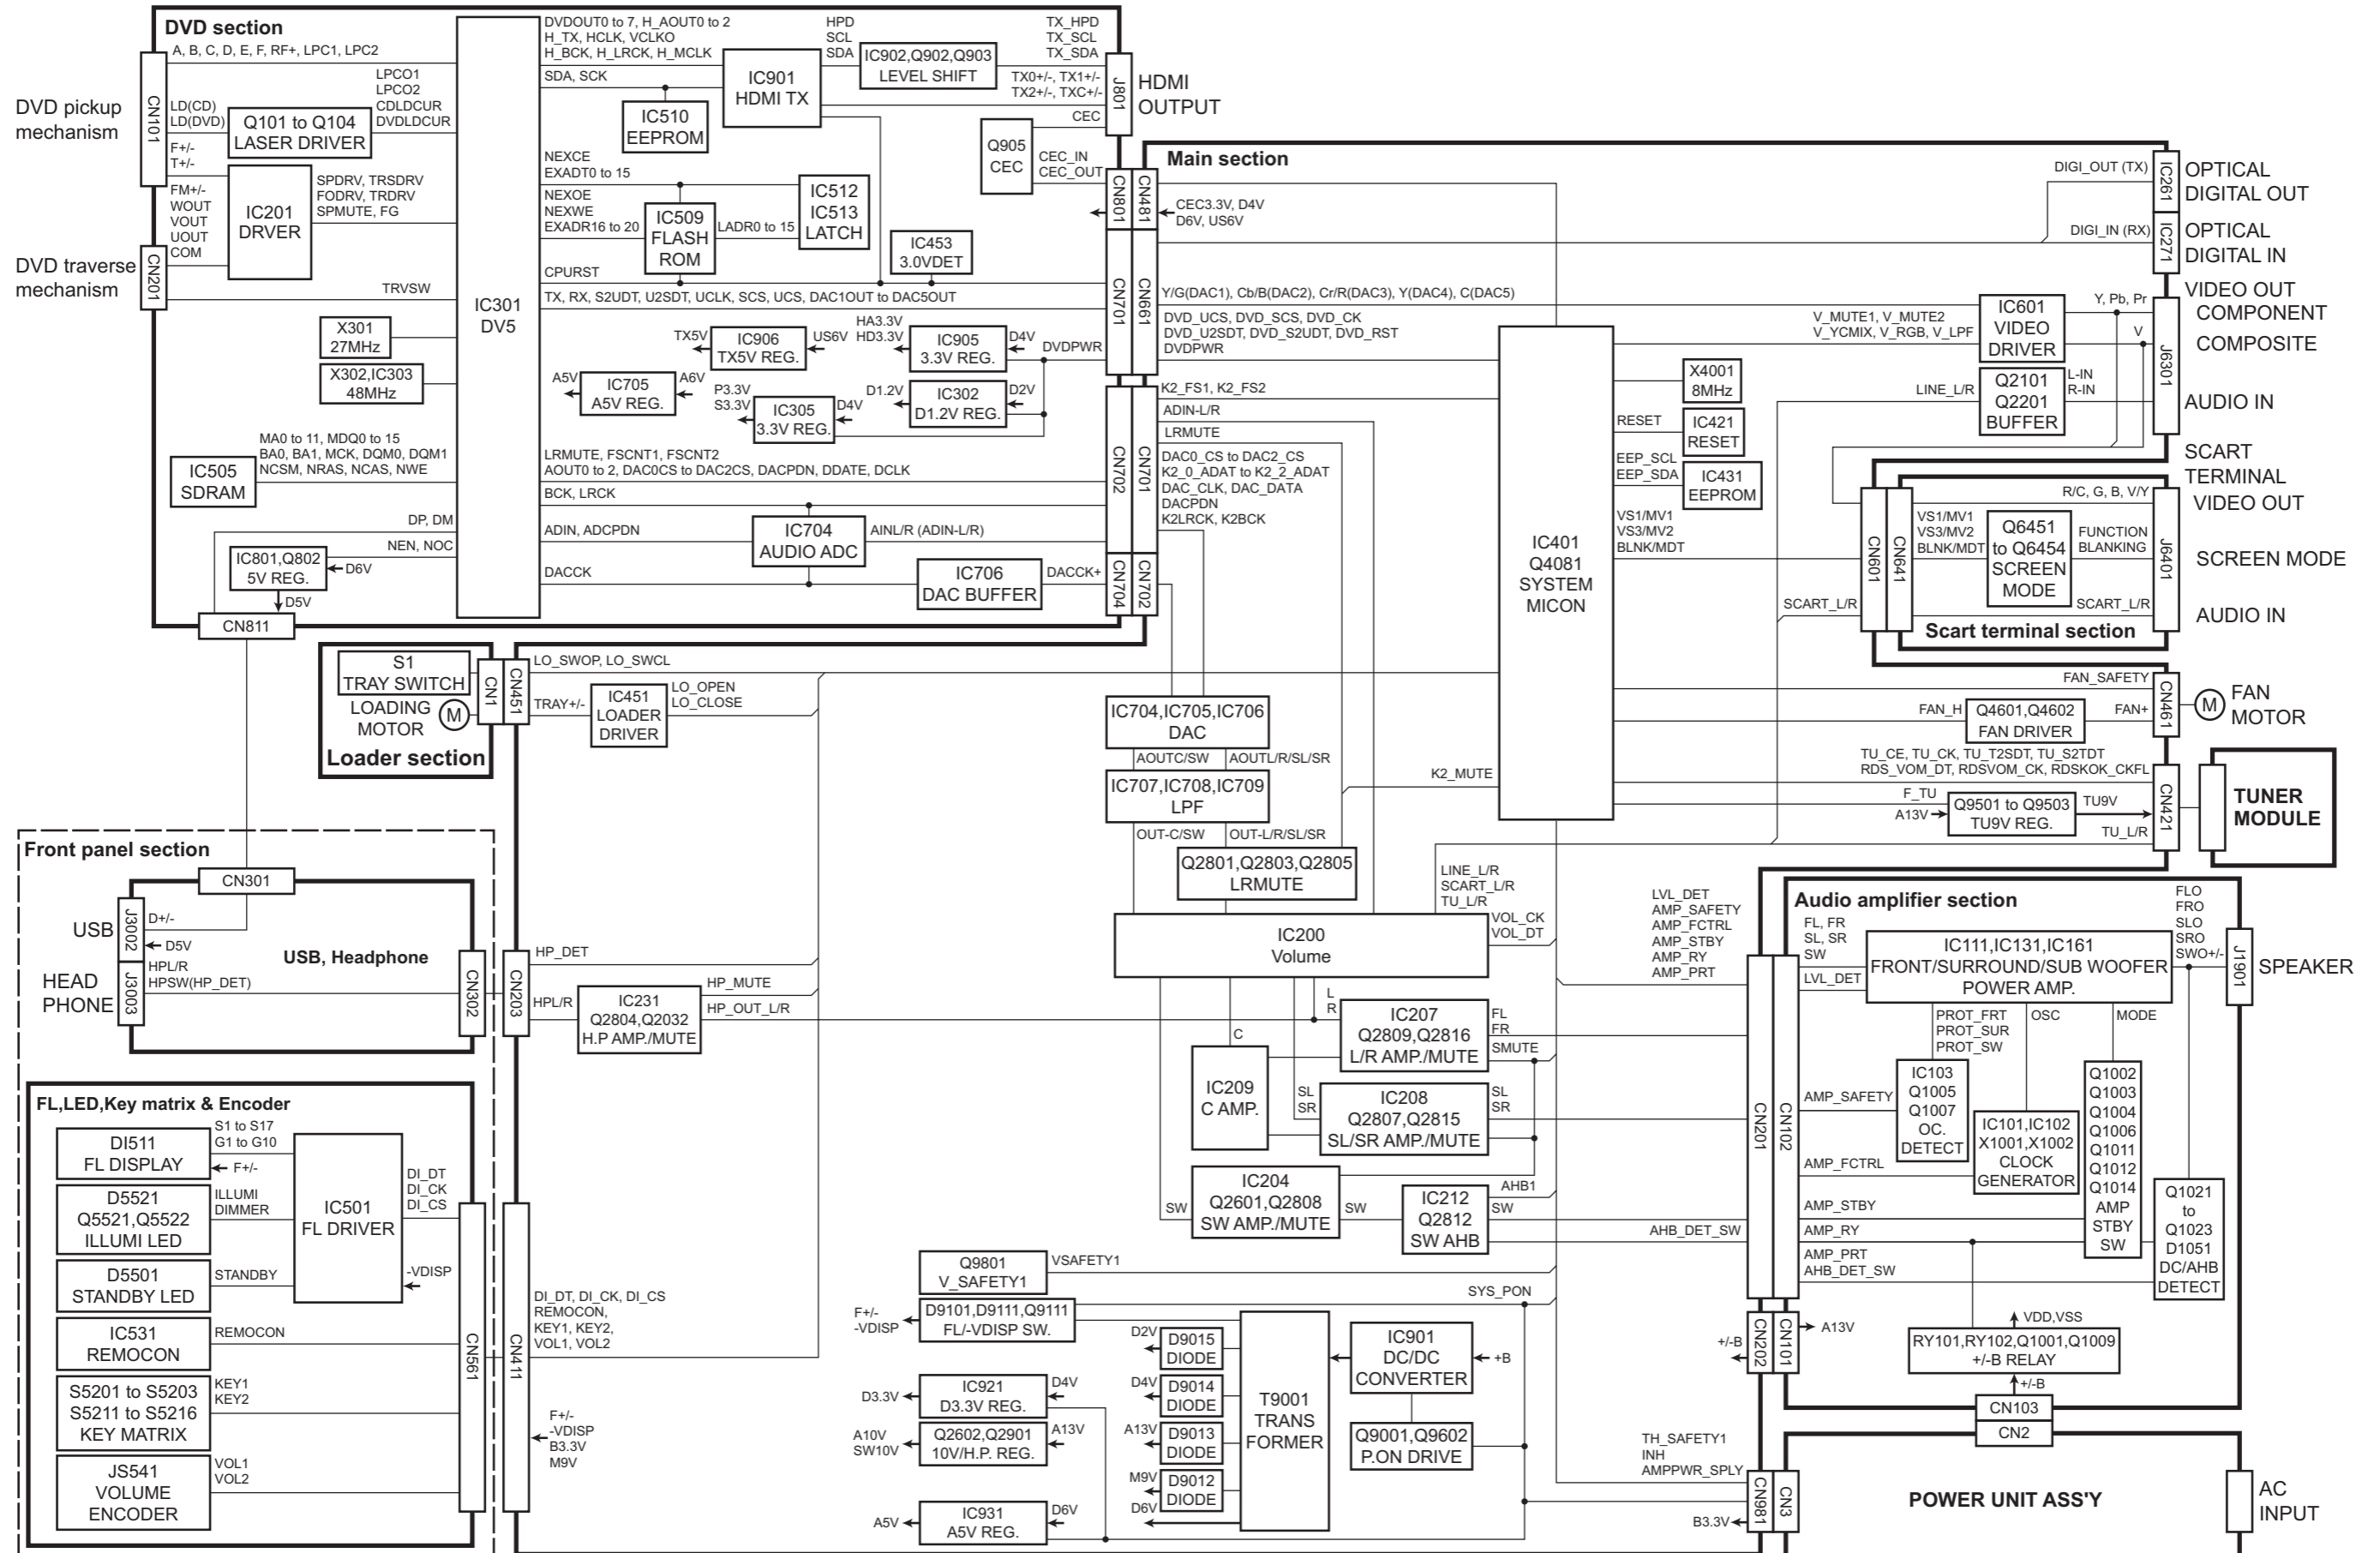 DVD section
A, B, C, D, E, F, RF+, LPC1, LPC2
DVD pickup
mechanism
CN101
LD(CD)
LD(DVD)
Q101 to Q104
LASER DRIVER
LPCO1
LPCO2
CDLDCUR
DVDLDCUR
F+/-
T+/-
FM+/-
WOUT
VOUT
UOUT
COM
IC201
DRVER
SPDRV, TRSDRV
FODRV, TRDRV
SPMUTE, FG
DVD traverse
mechanism
CN201
TRVSW
X301
27MHz
X302,IC303
48MHz
MA0 to 11, MDQ0 to 15
BA0, BA1, MCK, DQM0, DQM1
NCSM, NRAS, NCAS, NWE
IC505
SDRAM
DP, DM
NEN, NOC
IC801,Q802
5V REG.
D6V
D5V
CN811
IC301
DV5
DVDOUT0 to 7, H_AOUT0 to 2
H_TX, HCLK, VCLKO
H_BCK, H_LRCK, H_MCLK
SDA, SCK
IC510
EEPROM
IC901
HDMI TX
HPD
SCL
SDA
IC902,Q902,Q903
LEVEL SHIFT
TX_HPD
TX_SCL
TX_SDA
TX0+/-, TX1+/-
TX2+/-, TXC+/-
J801
HDMI
OUTPUT
CEC
Q905
CEC
CEC_IN
CEC_OUT
NEXCE
EXADT0 to 15
NEXOE
NEXWE
EXADR16 to 20
IC509
FLASH
ROM
LADR0 to 15
IC512
IC513
LATCH
IC453
3.0VDET
CPURST
TX, RX, S2UDT, U2SDT, UCLK, SCS, UCS, DAC1OUT to DAC5OUT
TX5V
IC906
TX5V REG.
US6V
HA3.3V
HD3.3V
IC905
3.3V REG.
D4V
DVDPWR
A5V
IC705
A5V REG.
A6V
P3.3V
S3.3V
IC305
3.3V REG.
D4V
D1.2V
IC302
D1.2V REG.
D2V
LRMUTE, FSCNT1, FSCNT2
AOUT0 to 2, DAC0CS to DAC2CS, DACPDN, DDATE, DCLK
BCK, LRCK
ADIN, ADCPDN
IC704
AUDIO ADC
AINL/R (ADIN-L/R)
DACCK
IC706
DAC BUFFER
DACCK+
CN801
CN701
CN702
CN704
CN481
CN661
CN701
CN702
Main section
CEC3.3V, D4V
D6V, US6V
Y/G(DAC1), Cb/B(DAC2), Cr/R(DAC3), Y(DAC4), C(DAC5)
DVD_UCS, DVD_SCS, DVD_CK
DVD_U2SDT, DVD_S2UDT, DVD_RST
DVDPWR
K2_FS1, K2_FS2
ADIN-L/R
LRMUTE
DAC0_CS to DAC2_CS
K2_0_ADAT to K2_2_ADAT
DAC_CLK, DAC_DATA
DACPDN
K2LRCK, K2BCK
IC401
Q4081
SYSTEM
MICON
DIGI_OUT (TX)
IC261
OPTICAL
DIGITAL OUT
DIGI_IN (RX)
IC271
OPTICAL
DIGITAL IN
V_MUTE1, V_MUTE2
V_YCMIX, V_RGB, V_LPF
IC601
VIDEO
DRIVER
Y, Pb, Pr
V
VIDEO OUT
COMPONENT
COMPOSITE
J6301
LINE_L/R
Q2101
Q2201
BUFFER
L-IN
R-IN
AUDIO IN
X4001
8MHz
RESET
IC421
RESET
EEP_SCL
EEP_SDA
IC431
EEPROM
VS1/MV1
VS3/MV2
BLNK/MDT
SCART
TERMINAL
VIDEO OUT
R/C, G, B, V/Y
CN601
CN641
VS1/MV1
VS3/MV2
BLNK/MDT
Q6451
to Q6454
SCREEN
MODE
FUNCTION
BLANKING
J6401
SCREEN MODE
SCART_L/R
SCART_L/R
AUDIO IN
Scart terminal section
FAN_SAFETY
FAN_H
Q4601,Q4602
FAN DRIVER
FAN+
CN461
M
FAN
MOTOR
TU_CE, TU_CK, TU_T2SDT, TU_S2TDT
RDS_VOM_DT, RDSVOM_CK, RDSKOK_CKFL
F_TU
A13V
Q9501 to Q9503
TU9V REG.
TU9V
TU_L/R
CN421
TUNER
MODULE
S1
TRAY SWITCH
LOADING
MOTOR
M
CN1
CN451
Loader section
LO_SWOP, LO_SWCL
TRAY+/-
IC451
LOADER
DRIVER
LO_OPEN
LO_CLOSE
IC704,IC705,IC706
DAC
AOUTC/SW
AOUTL/R/SL/SR
IC707,IC708,IC709
LPF
OUT-C/SW
OUT-L/R/SL/SR
Q2801,Q2803,Q2805
LRMUTE
K2_MUTE
LINE_L/R
SCART_L/R
TU_L/R
VOL_CK
VOL_DT
IC200
Volume
Front panel section
CN301
USB
J3002
D+/-
D5V
HEAD
PHONE
J3003
HPL/R
HPSW(HP_DET)
USB, Headphone
CN302
CN203
HP_DET
HPL/R
IC231
Q2804,Q2032
H.P AMP./MUTE
HP_MUTE
HP_OUT_L/R
L
R
IC207
Q2809,Q2816
L/R AMP./MUTE
FL
FR
SMUTE
C
IC209
C AMP.
SL
SR
IC208
Q2807,Q2815
SL/SR AMP./MUTE
SL
SR
SW
IC204
Q2601,Q2808
SW AMP./MUTE
SW
IC212
Q2812
SW AHB
AHB1
SW
AHB_DET_SW
LVL_DET
AMP_SAFETY
AMP_FCTRL
AMP_STBY
AMP_RY
AMP_PRT
CN201
CN102
Audio amplifier section
FL, FR
SL, SR
SW
LVL_DET
IC111,IC131,IC161
FRONT/SURROUND/SUB WOOFER
POWER AMP.
FLO
FRO
SLO
SRO
SWO+/-
J1901
SPEAKER
PROT_FRT
PROT_SUR
PROT_SW
OSC
MODE
AMP_SAFETY
IC103
Q1005
Q1007
OC.
DETECT
AMP_FCTRL
IC101,IC102
X1001,X1002
CLOCK
GENERATOR
Q1002
Q1003
Q1004
Q1006
Q1011
Q1012
Q1014
AMP
STBY
SW
AMP_STBY
AMP_RY
AMP_PRT
AHB_DET_SW
Q1021
to
Q1023
D1051
DC/AHB
DETECT
VDD,VSS
RY101,RY102,Q1001,Q1009
+/-B RELAY
+/-B
CN103
CN2
+/-B
CN202
CN101
A13V
FL,LED,Key matrix & Encoder
DI511
FL DISPLAY
S1 to S17
G1 to G10
F+/-
D5521
Q5521,Q5522
ILLUMI LED
ILLUMI
DIMMER
D5501
STANDBY LED
STANDBY
IC501
FL DRIVER
DI_DT
DI_CK
DI_CS
-VDISP
IC531
REMOCON
REMOCON
S5201 to S5203
S5211 to S5216
KEY MATRIX
KEY1
KEY2
JS541
VOLUME
ENCODER
VOL1
VOL2
CN561
CN411
DI_DT, DI_CK, DI_CS
REMOCON,
KEY1, KEY2,
VOL1, VOL2
F+/-
-VDISP
B3.3V
M9V
Q9801
V_SAFETY1
VSAFETY1
F+/-
-VDISP
D9101,D9111,Q9111
FL/-VDISP SW.
SYS_PON
D3.3V
IC921
D3.3V REG.
D4V
A10V
SW10V
Q2602,Q2901
10V/H.P. REG.
A13V
A5V
IC931
A5V REG.
D6V
D2V
D9015
DIODE
D4V
D9014
DIODE
A13V
D9013
DIODE
M9V
D9012
DIODE
D6V
T9001
TRANS
FORMER
IC901
DC/DC
CONVERTER
+B
Q9001,Q9602
P.ON DRIVE
TH_SAFETY1
INH
AMPPWR_SPLY
B3.3V
CN981
CN3
POWER UNIT ASS'Y
AC
INPUT